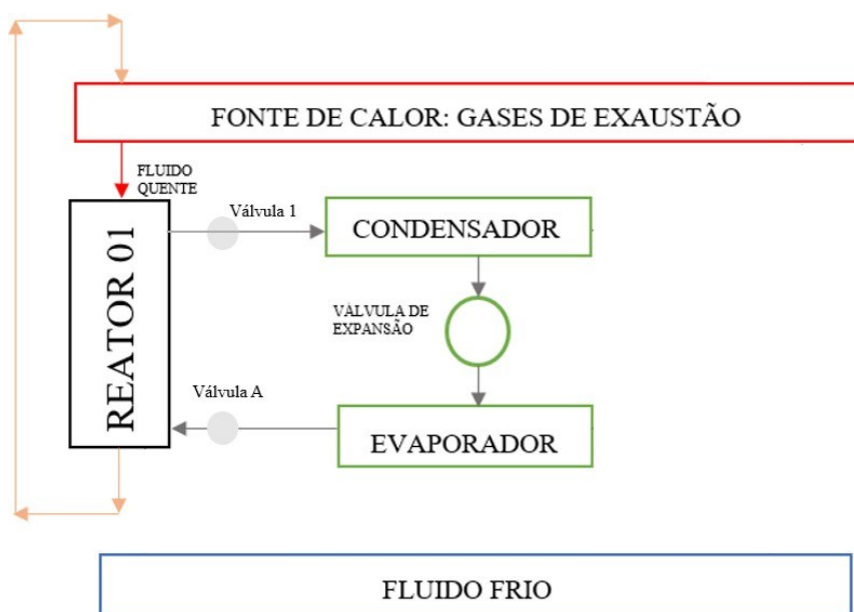 FONTE DE CALOR: GASES DE EXAUSTÃO
FLUIDO
QUENTE
Válvula 1
CONDENSADOR
REATOR 01
VÁLVULA DE
EXPANSÃO
Válvula A
EVAPORADOR
FLUIDO FRIO